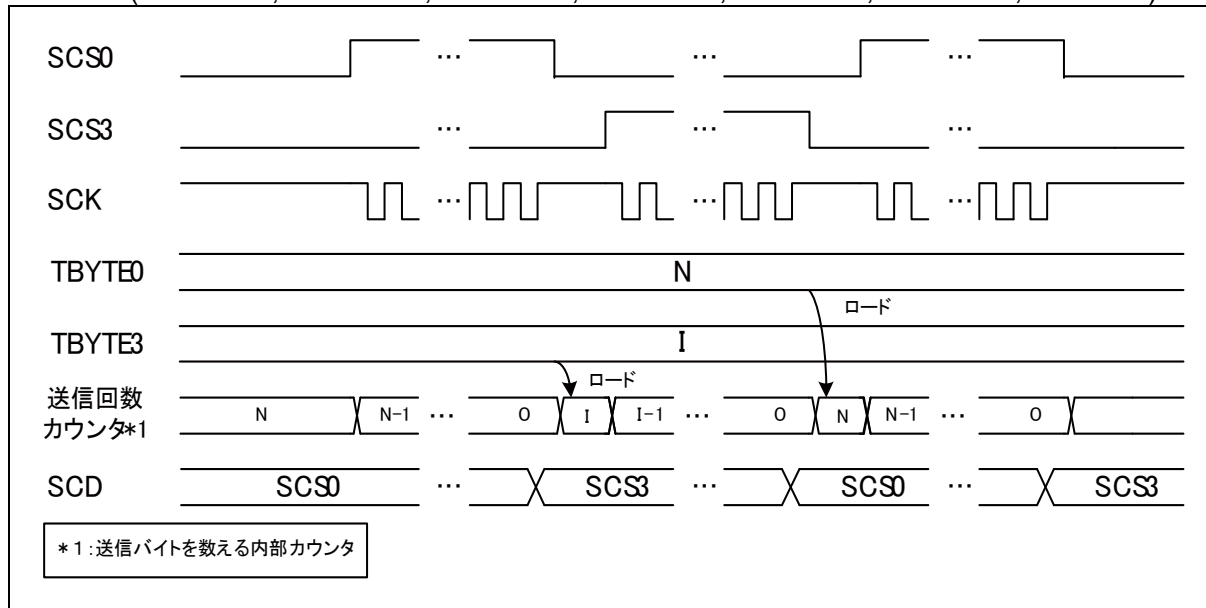 SCS0 ... ... ...
SCS3 ... ... ...
SCK ... ... ...
TBYTE0 N
ロード
TBYTE3 I
ロード
送信回数
カウンタ*1 N N-1 ... 0 I I-1 ... 0 N N-1 ... 0
SCD SCS0 ... SCS3 ... SCS0 ... SCS3
*1:送信バイトを数える内部カウンタ